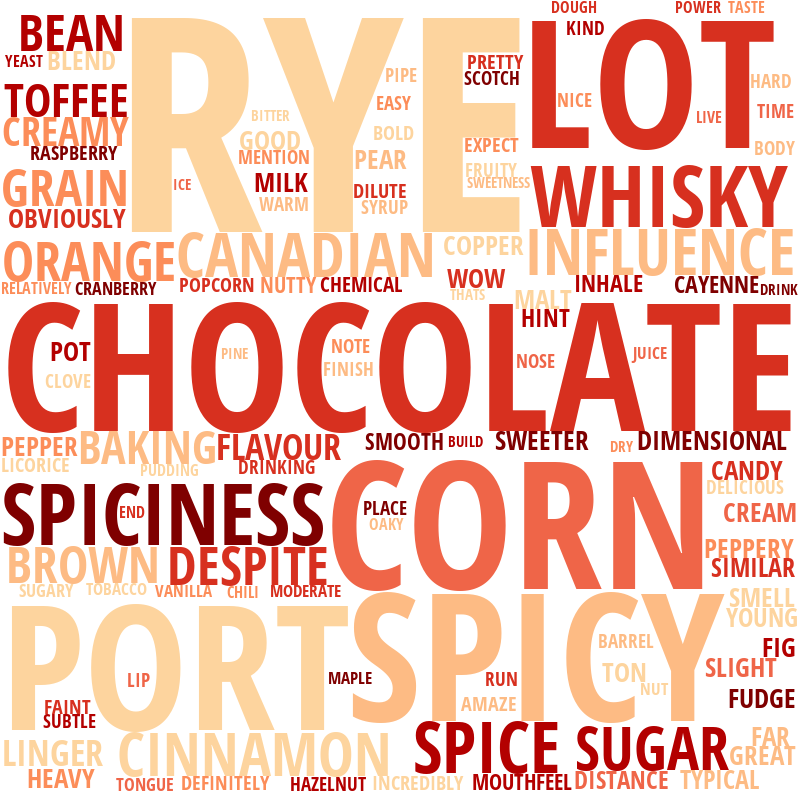 DOUGH
POWER
TASTE
BEAN
RYE
LOT
KIND
YEAST
BLEND
PIPE
PRETTY
SCOTCH
HARD
TOFFEE
EASY
NICE
LIVE
TIME
BITTER
CREAMY
GOOD
BOLD
EXPECT
BODY
RASPBERRY
MENTION
PEAR
FRUITY
GRAIN
ICE
MILK
DILUTE
SWEETNESS
WHISKY
OBVIOUSLY
WARM
SYRUP
ORANGE
CANADIAN
COPPER
INFLUENCE
RELATIVELY
CRANBERRY
POPCORN
NUTTY
CHEMICAL
WOW
THATS
INHALE
CAYENNE
DRINK
MALT
HINT
CHOCOLATE
POT
PINE
NOTE
NOSE
JUICE
CLOVE
FINISH
PEPPER
BAKING
FLAVOUR
SMOOTH
BUILD
SWEETER
DRY
DIMENSIONAL
LICORICE
PUDDING
DRINKING
CORN
CANDY
DELICIOUS
SPICINESS
END
PLACE
OAKY
CREAM
BROWN
DESPITE
PEPPERY
SIMILAR
SUGARY
TOBACCO
VANILLA
CHILI
MODERATE
SMELL
YOUNG
PORT
SPICY
BARREL
FIG
LIP
MAPLE
RUN
TON
NUT
SLIGHT
FAINT
SUBTLE
AMAZE
FUDGE
LINGER
CINNAMON
SPICE
SUGAR
FAR
GREAT
HEAVY
TONGUE
DEFINITELY
HAZELNUT
INCREDIBLY
MOUTHFEEL
DISTANCE
TYPICAL